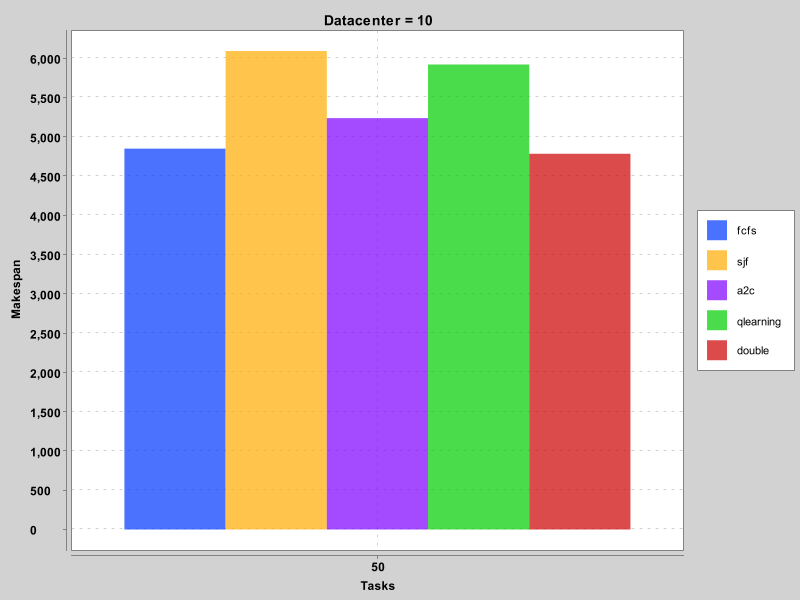 Datacenter = 10
Makespan
6,000
5,500
5,000
4,500
4,000
3,500
3,000
2,500
2,000
1,500
1,000
500
0
50
Tasks
fcfs
sjf
a2c
qlearning
double